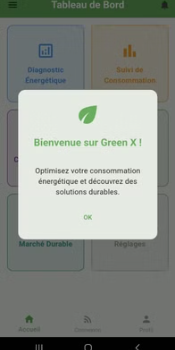 Tableau de Bord
Diagnostic
Énergétique
Suivi de
Consommation
Bienvenue sur Green X !
Optimisez votre consommation
énergétique et découvrez des
solutions durables.
OK
Marché Durable
Réglages
Accueil
Profil